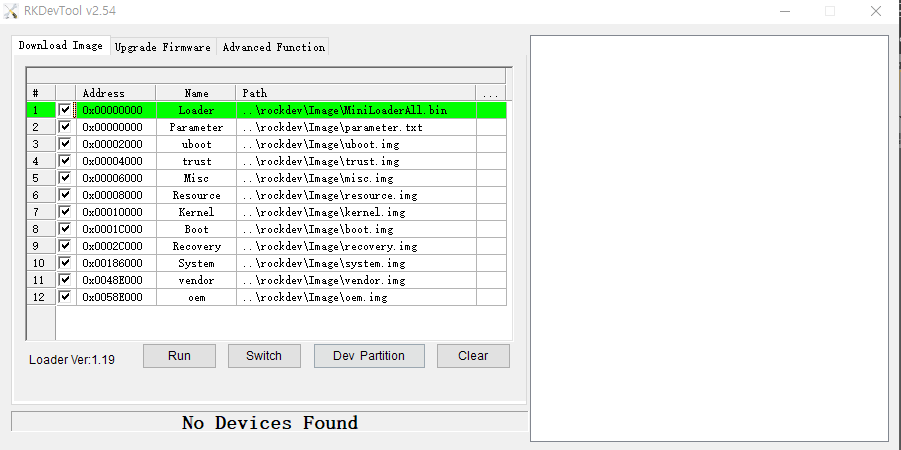 RKDevTool v2.54
Download Image Upgrade Firmware Advanced Function
# Address Name Path ...
1 0x00000000 Loader ..\rockdev\Image\MiniLoaderAll.bin
2 0x00000000 Parameter ..\rockdev\Image\parameter.txt
3 0x00002000 uboot ..\rockdev\Image\uboot.img
4 0x00004000 trust ..\rockdev\Image\trust.img
5 0x00006000 Misc ..\rockdev\Image\misc.img
6 0x00008000 Resource ..\rockdev\Image\resource.img
7 0x00010000 Kernel ..\rockdev\Image\kernel.img
8 0x0001C000 Boot ..\rockdev\Image\boot.img
9 0x0002C000 Recovery ..\rockdev\Image\recovery.img
10 0x00186000 System ..\rockdev\Image\system.img
11 0x0048E000 vendor ..\rockdev\Image\vendor.img
12 0x0058E000 oem ..\rockdev\Image\oem.img
Loader Ver:1.19 Run Switch Dev Partition Clear
No Devices Found